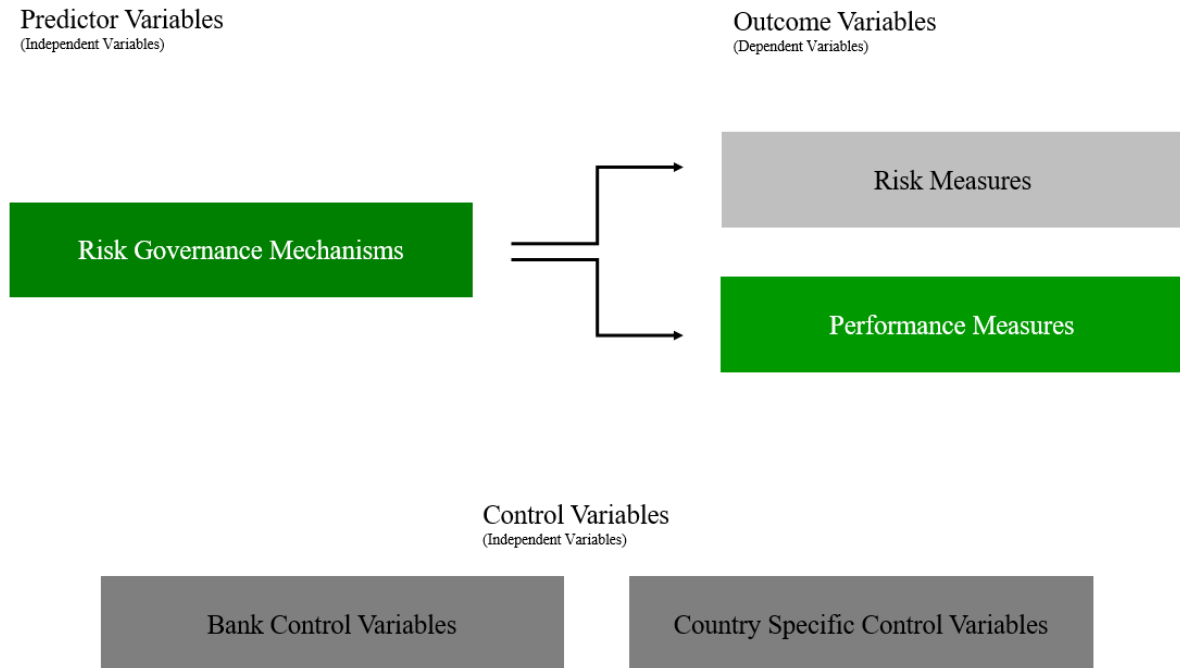 Predictor Variables
(Independent Variables)
Outcome Variables
(Dependent Variables)
Risk Governance Mechanisms
Risk Measures
Performance Measures
Control Variables
(Independent Variables)
Bank Control Variables
Country Specific Control Variables